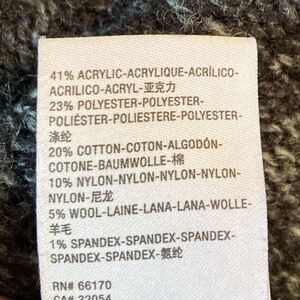 41% ACRYLIC-ACRYLIQUE-ACRÍLICO-
ACRILICO-ACRYL-亚克力
23% POLYESTER-POLYESTER-
POLIÉSTER-POLIESTERE-POLYESTER-
涤纶
20% COTTON-COTON-ALGODÓN-
COTONE-BAUMWOLLE-棉
10% NYLON-NYLON-NYLON-NYLON-
NYLON-尼龙
5% WOOL-LAINE-LANA-LANA-WOLLE-
羊毛
1% SPANDEX-SPANDEX-SPANDEX-
SPANDEX-SPANDEX-氨纶
RN# 66170
CA# 32054